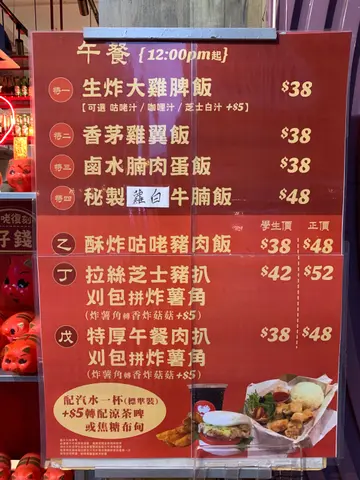 午餐 {12:00pm起}
特一 生炸大雞脾飯 $38
【可選 咕咾汁/咖喱汁/芝士白汁 +$5】
特二 香茅雞翼飯 $38
特三 鹵水腩肉蛋飯 $38
特四 秘製蘿白牛腩飯 $48
學生價 正價
乙 酥炸咕咾豬肉飯 $38 $48
丁 拉絲芝士豬扒 $42 $52
刈包拼炸薯角
(炸薯角轉香炸菇菇+$5)
戊 特厚午餐肉扒 $38 $48
刈包拼炸薯角
(炸薯角轉香炸菇菇+$5)
配汽水一杯(標準裝)
+$5轉配涼茶啤
或焦糖布甸